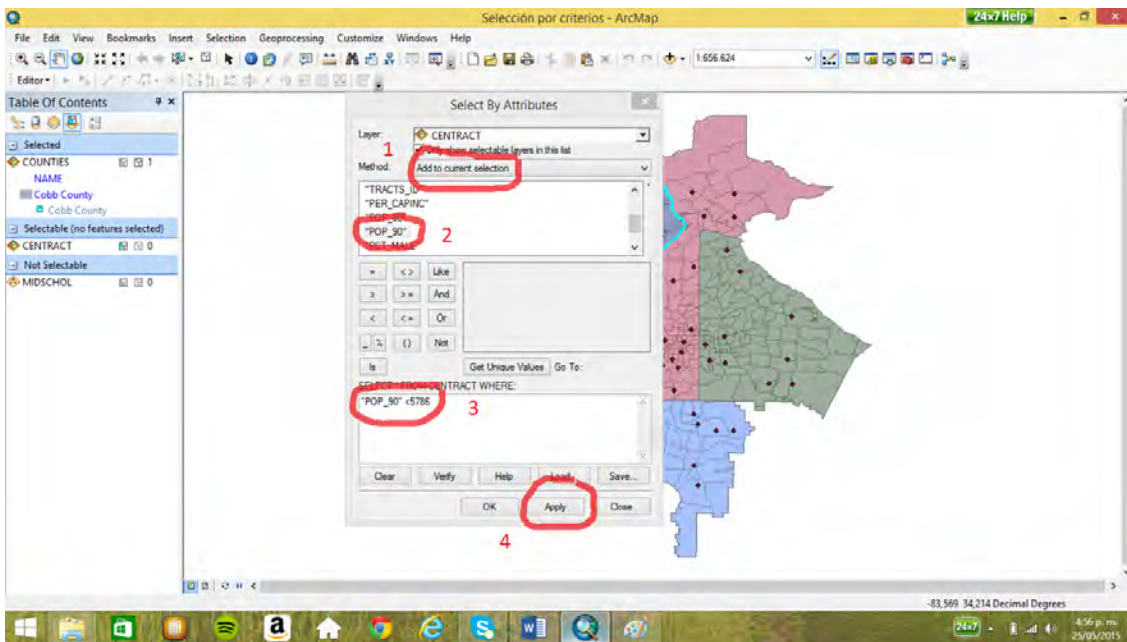 Selección por criterios - ArcMap
24x7 Help
File Edit View Bookmarks Insert Selection Geoprocessing Customize Windows Help
1:656.624
Editor
Table Of Contents
Selected
COUNTIES 1
NAME
Cobb County
Cobb County
Selectable (no features selected)
CENTRACT 0
Not Selectable
MIDSCHOL 0
Select By Attributes
Layer: CENTRACT
1
Only show selectable layers in this list
Method: Add to current selection
"TRACTS_ID"
"PER_CAPINC"
"POP_90"
2
"PCT_MALE"
= <> Like
> >= And
< <= Or
_ % () Not
Is
Get Unique Values Go To:
SELECT FROM CENTRACT WHERE:
"POP_90" <5786
3
Clear Verify Help Load... Save...
OK Apply Close
4
-83,569 34,214 Decimal Degrees
24x7
4:56 p. m.
25/05/2015